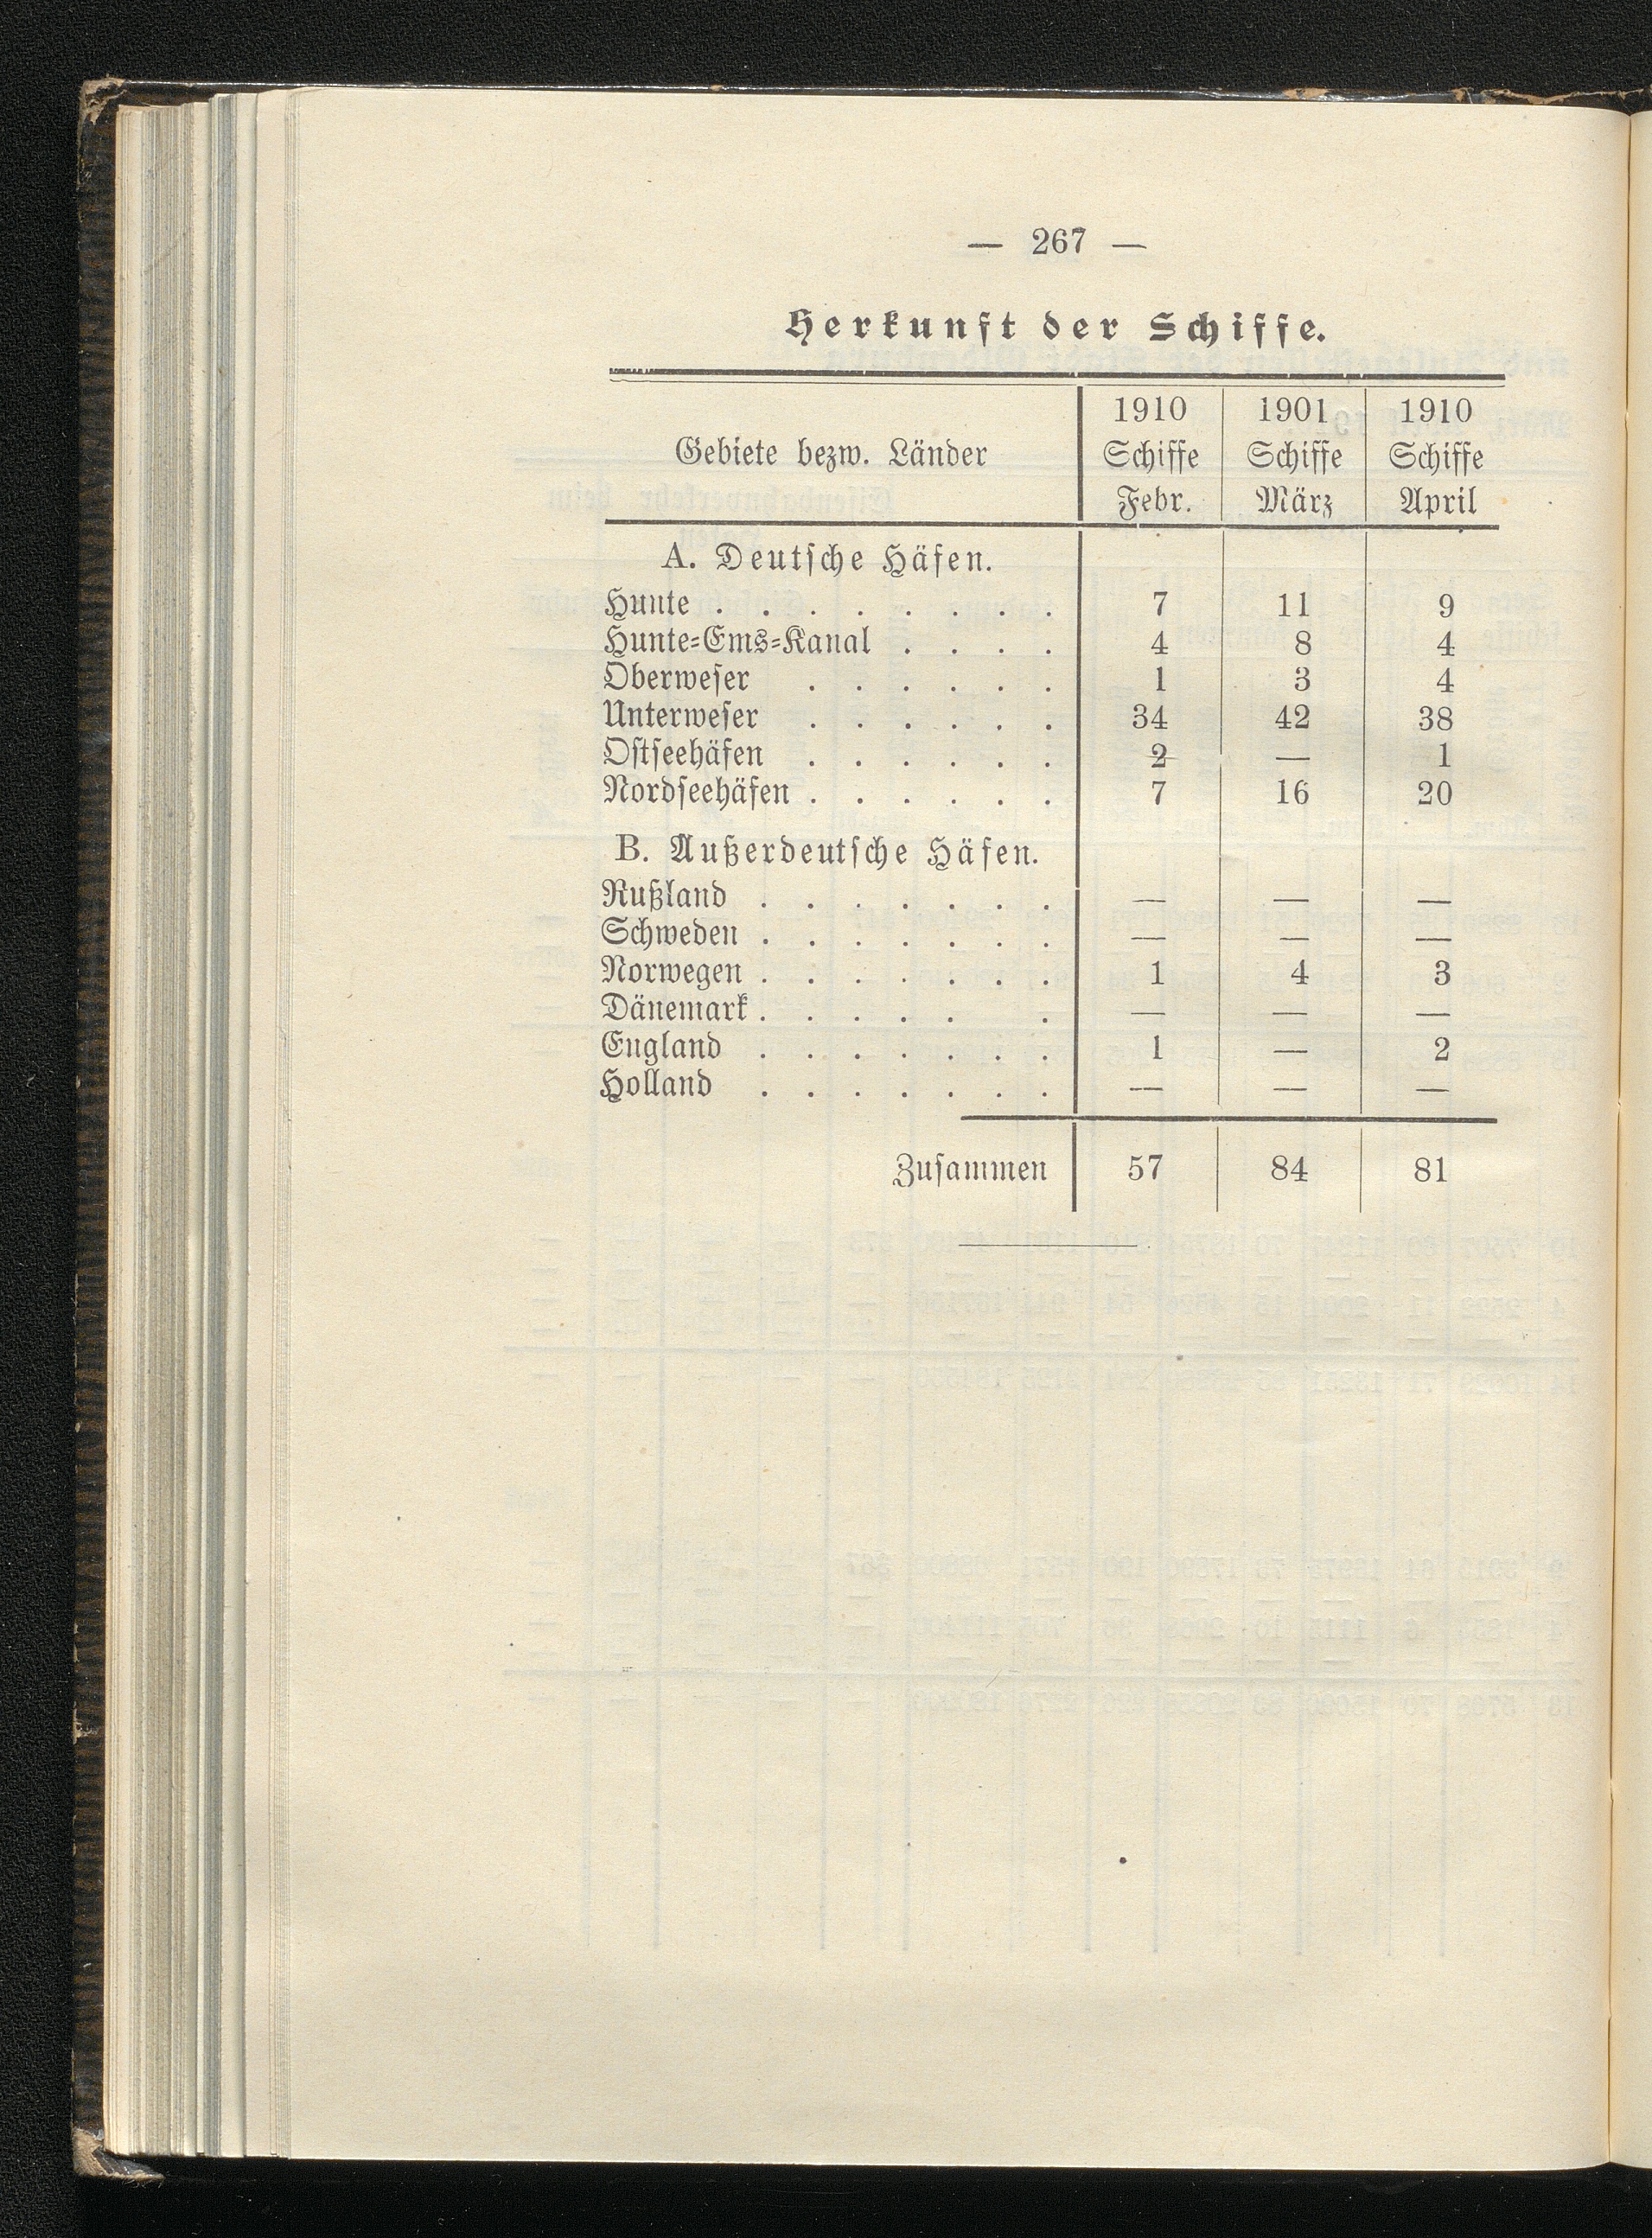 — 267 —
Herkunft der Schiffe.
1910 1901 1910
Gebiete bezw. Länder Schiffe Schiffe Schiffe
Febr. März April
A. Deutsche Häfen.
Hunte . . . . . . . . 7 11 9
Hunte=Ems=Kanal . . . . 4 8 4
Oberweser . . . . . . 1 3 4
Unterweser . . . . . . 34 42 38
Ostseehäfen . . . . . . 2 — 1
Nordseehäfen . . . . . . 7 16 20
B. Außerdeutsche Häfen.
Rußland . . . . . . . — — —
Schweden . . . . . . . — — —
Norwegen . . . . . . . 1 4 3
Dänemark . . . . . . — — —
England . . . . . . . 1 — 2
Holland . . . . . . . — — —
Zusammen 57 84 81